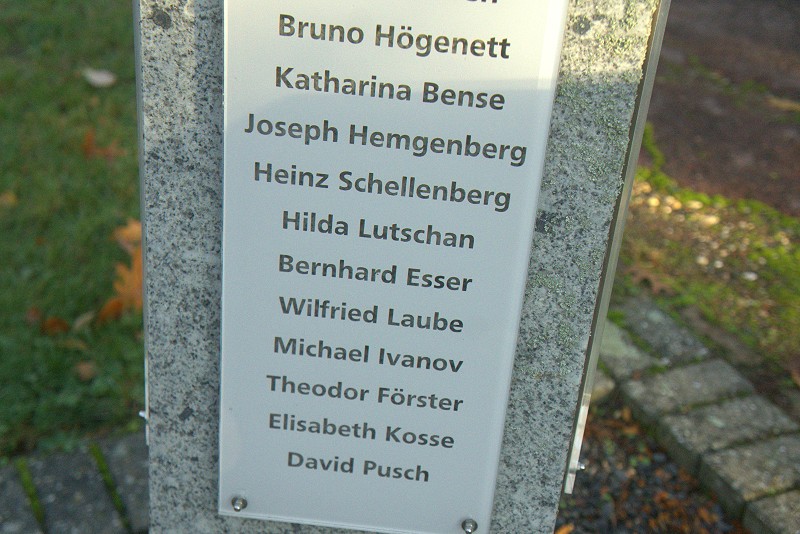 Bruno Högenett
Katharina Bense
Joseph Hemgenberg
Heinz Schellenberg
Hilda Lutschan
Bernhard Esser
Wilfried Laube
Michael Ivanov
Theodor Förster
Elisabeth Kosse
David Pusch